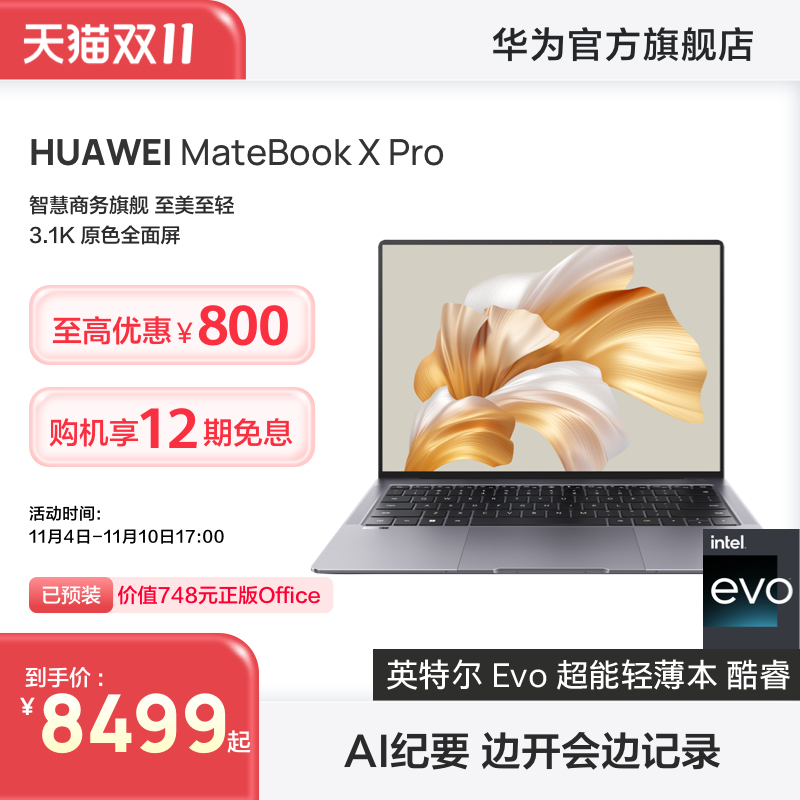 天猫双11
华为官方旗舰店
HUAWEI MateBook X Pro
智慧商务旗舰 至美至轻
3.1K 原色全面屏
至高优惠¥800
购机享12期免息
活动时间:
11月4日-11月10日17:00
已预装 价值748元正版Office
intel.
evo
英特尔 Evo 超能轻薄本 酷睿
到手价:
¥8499起
AI纪要 边开会边记录